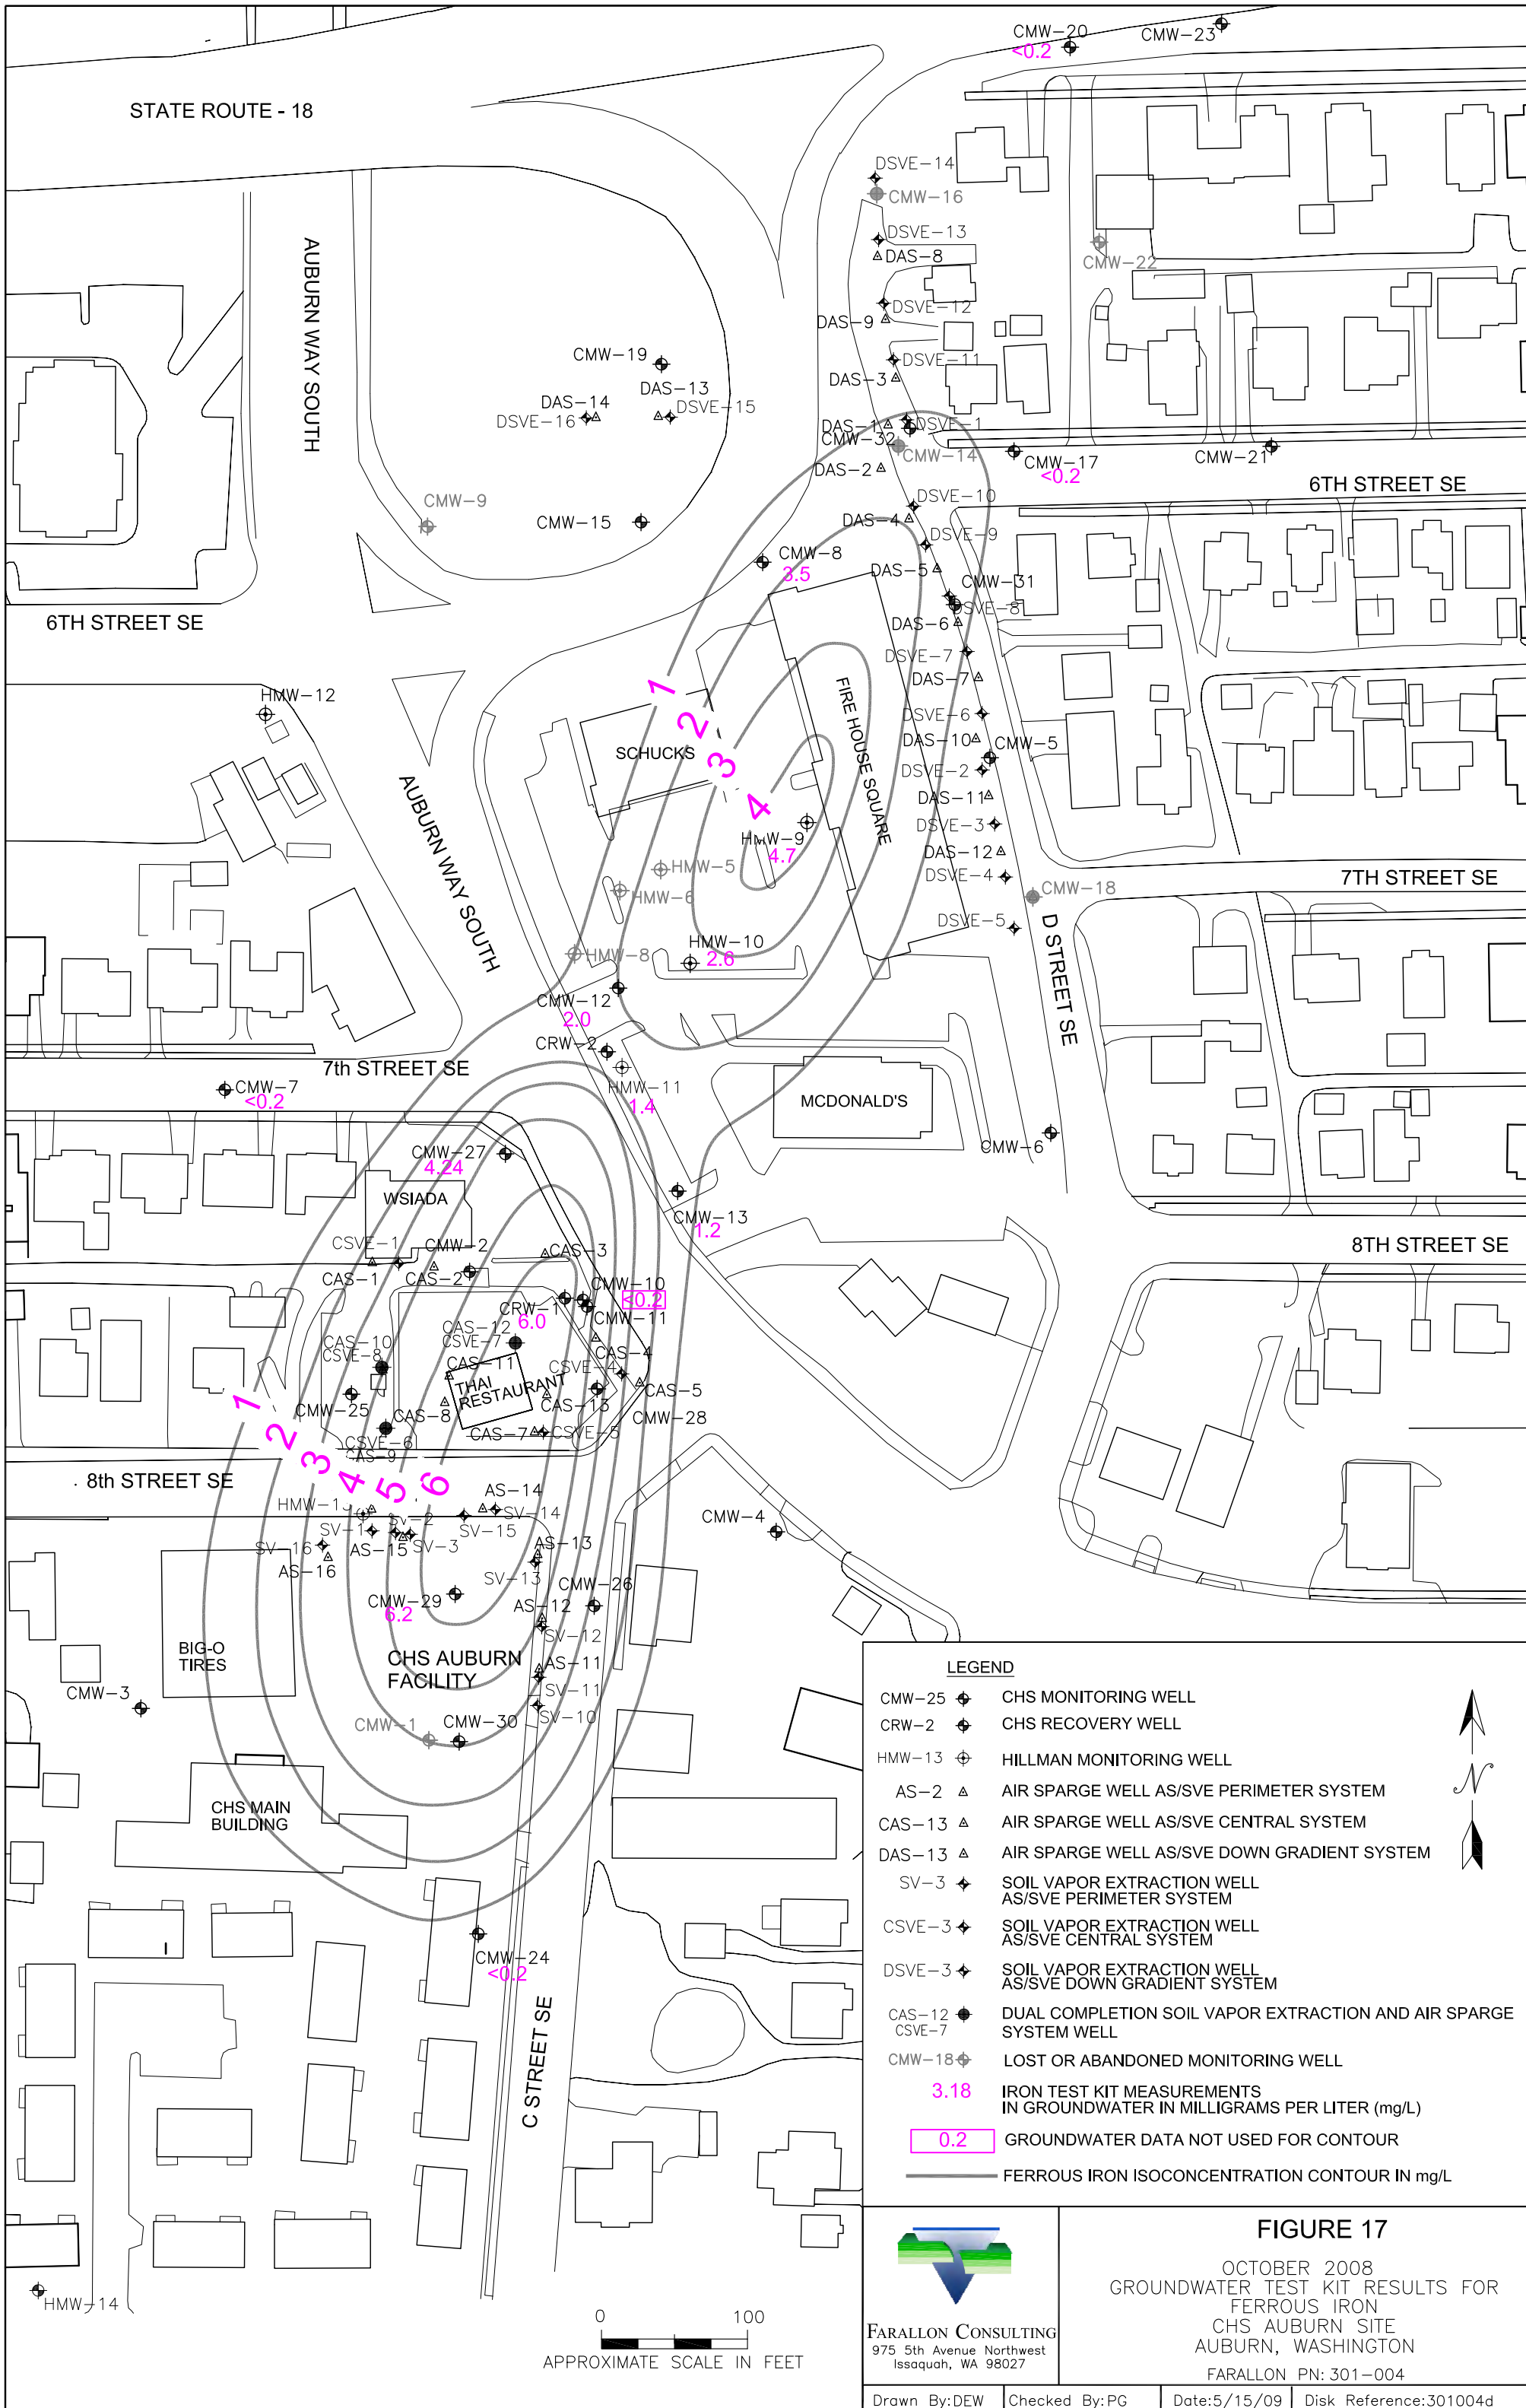 CMW-20
<0.2
CMW-23
STATE ROUTE - 18
DSVE-14
CMW-16
DSVE-13
DAS-8
CMW-22
AUBURN WAY SOUTH
DSVE-12
DAS-9
CMW-19
DSVE-11
DAS-3
DAS-13
DAS-14
DSVE-15
DSVE-16
DAS-1
DSVE-1
CMW-32
CMW-14
CMW-17
<0.2
CMW-21
DAS-2
6TH STREET SE
CMW-9
CMW-15
DSVE-10
DAS-4
DSVE-9
CMW-8
3.5
DAS-5
CMW-31
DSVE-8
6TH STREET SE
DAS-6
DSVE-7
DAS-7
HMW-12
1
2
3
4
FIRE HOUSE SQUARE
DSVE-6
DAS-10
CMW-5
SCHUCKS
DSVE-2
AUBURN WAY SOUTH
DAS-11
DSVE-3
HMW-9
4.7
DAS-12
HMW-5
DSVE-4
7TH STREET SE
CMW-18
HMW-6
DSVE-5
D STREET SE
HMW-8
HMW-10
2.6
CMW-12
2.0
CRW-2
7th STREET SE
HMW-11
1.4
CMW-7
<0.2
MCDONALD'S
CMW-6
CMW-27
4.24
WSIADA
CMW-13
1.2
8TH STREET SE
CSVE-1
CMW-2
CAS-3
CAS-1
CAS-2
CMW-10
<0.2
CRW-1
6.0
CMW-11
CAS-12
CSVE-7
CAS-10
CSVE-8
CAS-11
CAS-4
CSVE-4
THAI
RESTAURANT
CAS-5
CMW-25
CAS-8
CAS-13
CMW-28
CAS-7
CSVE-5
CSVE-6
CAS-9
1
2
3
4
5
6
8th STREET SE
HMW-13
AS-14
SV-14
SV-1
SV-2
SV-15
CMW-4
SV-16
AS-15
SV-3
AS-13
AS-16
SV-13
CMW-29
6.2
CMW-26
AS-12
SV-12
BIG-O
TIRES
CHS AUBURN
FACILITY
AS-11
SV-11
CMW-3
SV-10
CMW-1
CMW-30
CHS MAIN
BUILDING
CMW-24
<0.2
C STREET SE
HMW-14
0 100
APPROXIMATE SCALE IN FEET
LEGEND
CMW-25 CHS MONITORING WELL
CRW-2 CHS RECOVERY WELL
HMW-13 HILLMAN MONITORING WELL
AS-2 AIR SPARGE WELL AS/SVE PERIMETER SYSTEM
CAS-13 AIR SPARGE WELL AS/SVE CENTRAL SYSTEM
DAS-13 AIR SPARGE WELL AS/SVE DOWN GRADIENT SYSTEM
SV-3 SOIL VAPOR EXTRACTION WELL
AS/SVE PERIMETER SYSTEM
CSVE-3 SOIL VAPOR EXTRACTION WELL
AS/SVE CENTRAL SYSTEM
DSVE-3 SOIL VAPOR EXTRACTION WELL
AS/SVE DOWN GRADIENT SYSTEM
CAS-12 DUAL COMPLETION SOIL VAPOR EXTRACTION AND AIR SPARGE
CSVE-7 SYSTEM WELL
CMW-18 LOST OR ABANDONED MONITORING WELL
3.18 IRON TEST KIT MEASUREMENTS
IN GROUNDWATER IN MILLIGRAMS PER LITER (mg/L)
0.2 GROUNDWATER DATA NOT USED FOR CONTOUR
FERROUS IRON ISOCONCENTRATION CONTOUR IN mg/L
N
FARALLON CONSULTING
975 5th Avenue Northwest
Issaquah, WA 98027
FIGURE 17
OCTOBER 2008
GROUNDWATER TEST KIT RESULTS FOR
FERROUS IRON
CHS AUBURN SITE
AUBURN, WASHINGTON
FARALLON PN: 301-004
Drawn By:DEW Checked By:PG Date:5/15/09 Disk Reference:301004d